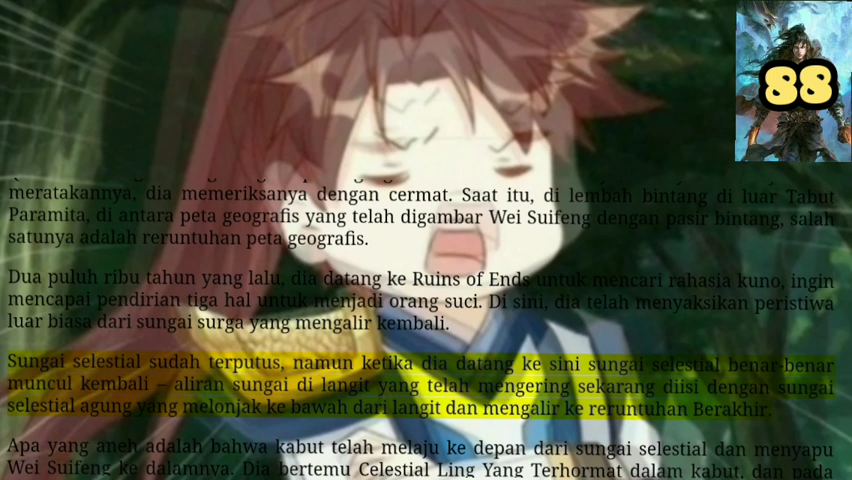 88
meratakannya, dia memeriksanya dengan cermat. Saat itu, di lembah bintang di luar Tabut
Paramita, di antara peta geografis yang telah digambar Wei Suifeng dengan pasir bintang, salah
satunya adalah reruntuhan peta geografis.
Dua puluh ribu tahun yang lalu, dia datang ke Ruins of Ends untuk mencari rahasia kuno, ingin
mencapai pendirian tiga hal untuk menjadi orang suci. Di sini, dia telah menyaksikan peristiwa
luar biasa dari sungai surga yang mengalir kembali.
Sungai selestial sudah terputus, namun ketika dia datang ke sini sungai selestial benar-benar
muncul kembali – aliran sungai di langit yang telah mengering sekarang diisi dengan sungai
selestial agung yang melonjak ke bawah dari langit dan mengalir ke reruntuhan Berakhir.
Apa yang aneh adalah bahwa kabut telah melaju ke depan dari sungai selestial dan menyapu
Wei Suifeng ke dalamnya. Dia bertemu Celestial Ling Yang Terhormat dalam kabut, dan pada